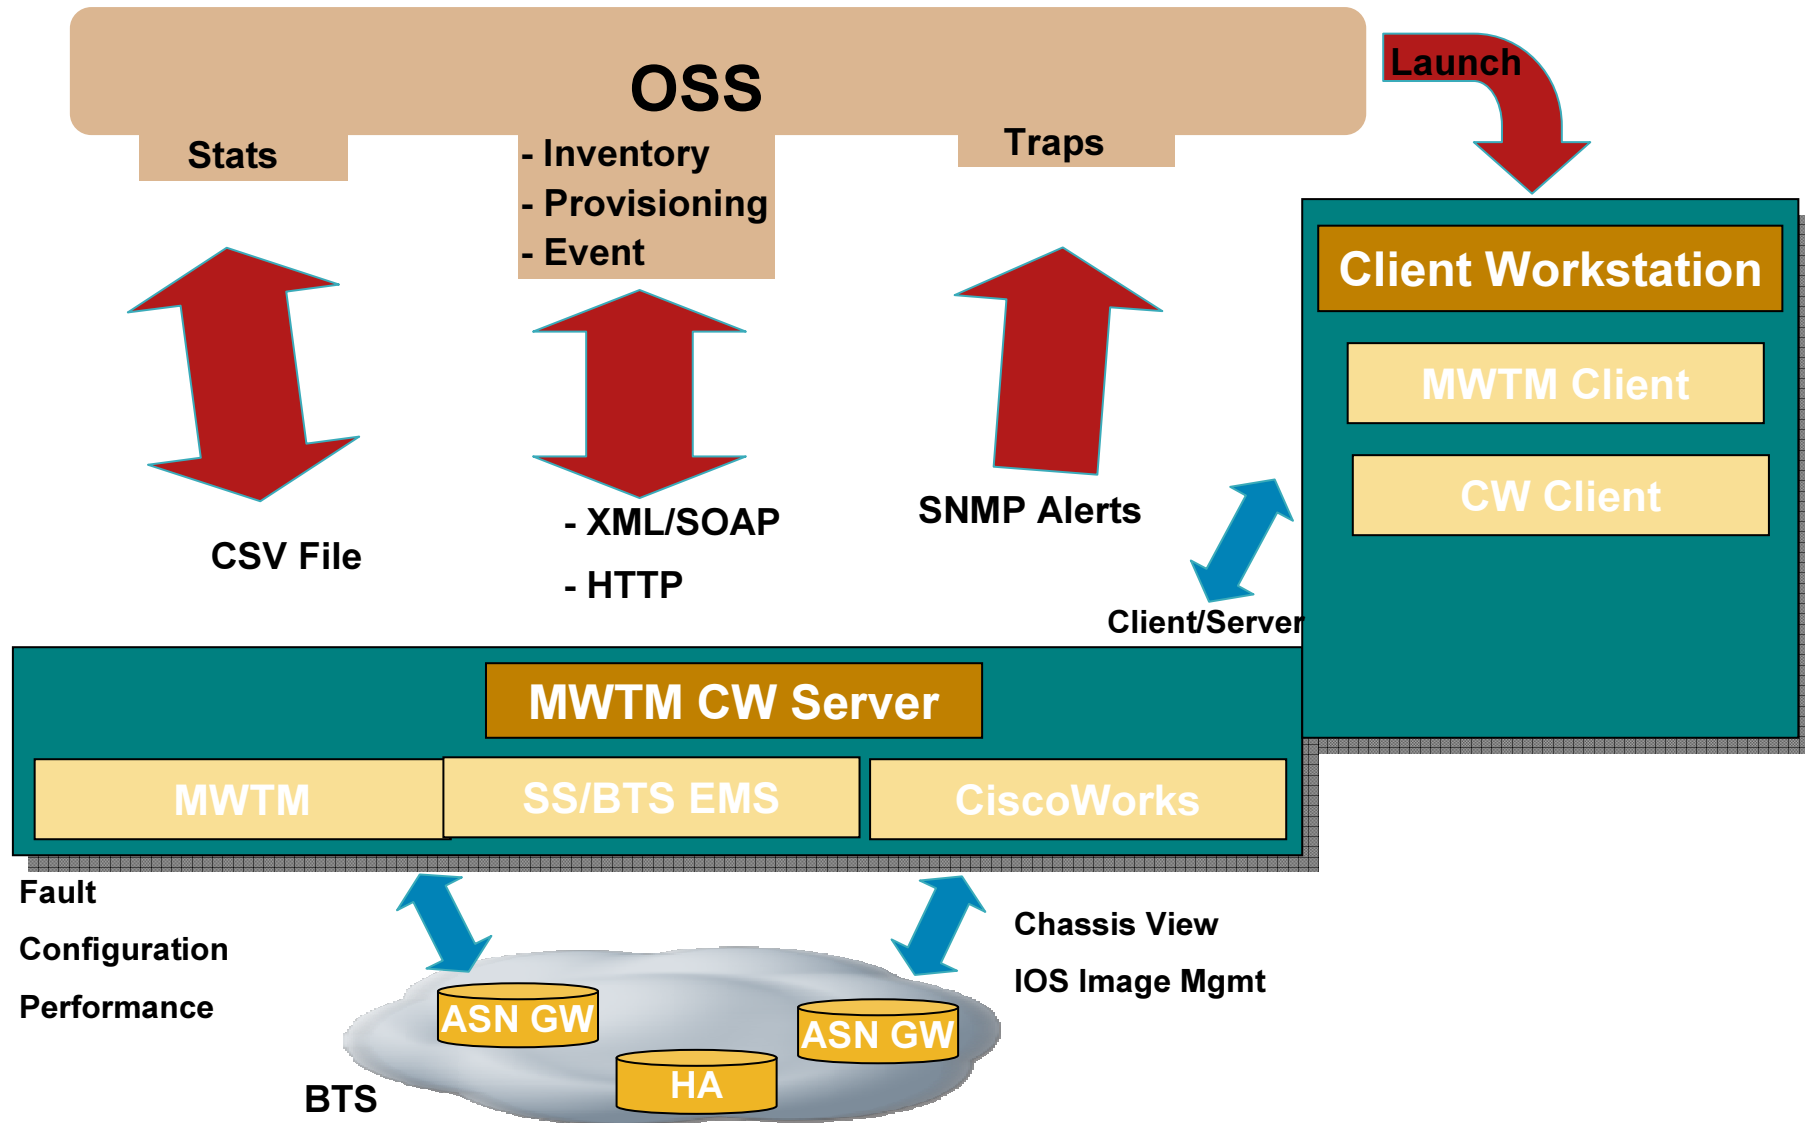 OSS
Launch
Stats
- Inventory
- Provisioning
- Event
Traps
Client Workstation
MWTM Client
CW Client
CSV File
- XML/SOAP
- HTTP
SNMP Alerts
Client/Server
MWTM CW Server
MWTM
SS/BTS EMS
CiscoWorks
Fault
Configuration
Performance
Chassis View
IOS Image Mgmt
ASN GW
ASN GW
HA
BTS